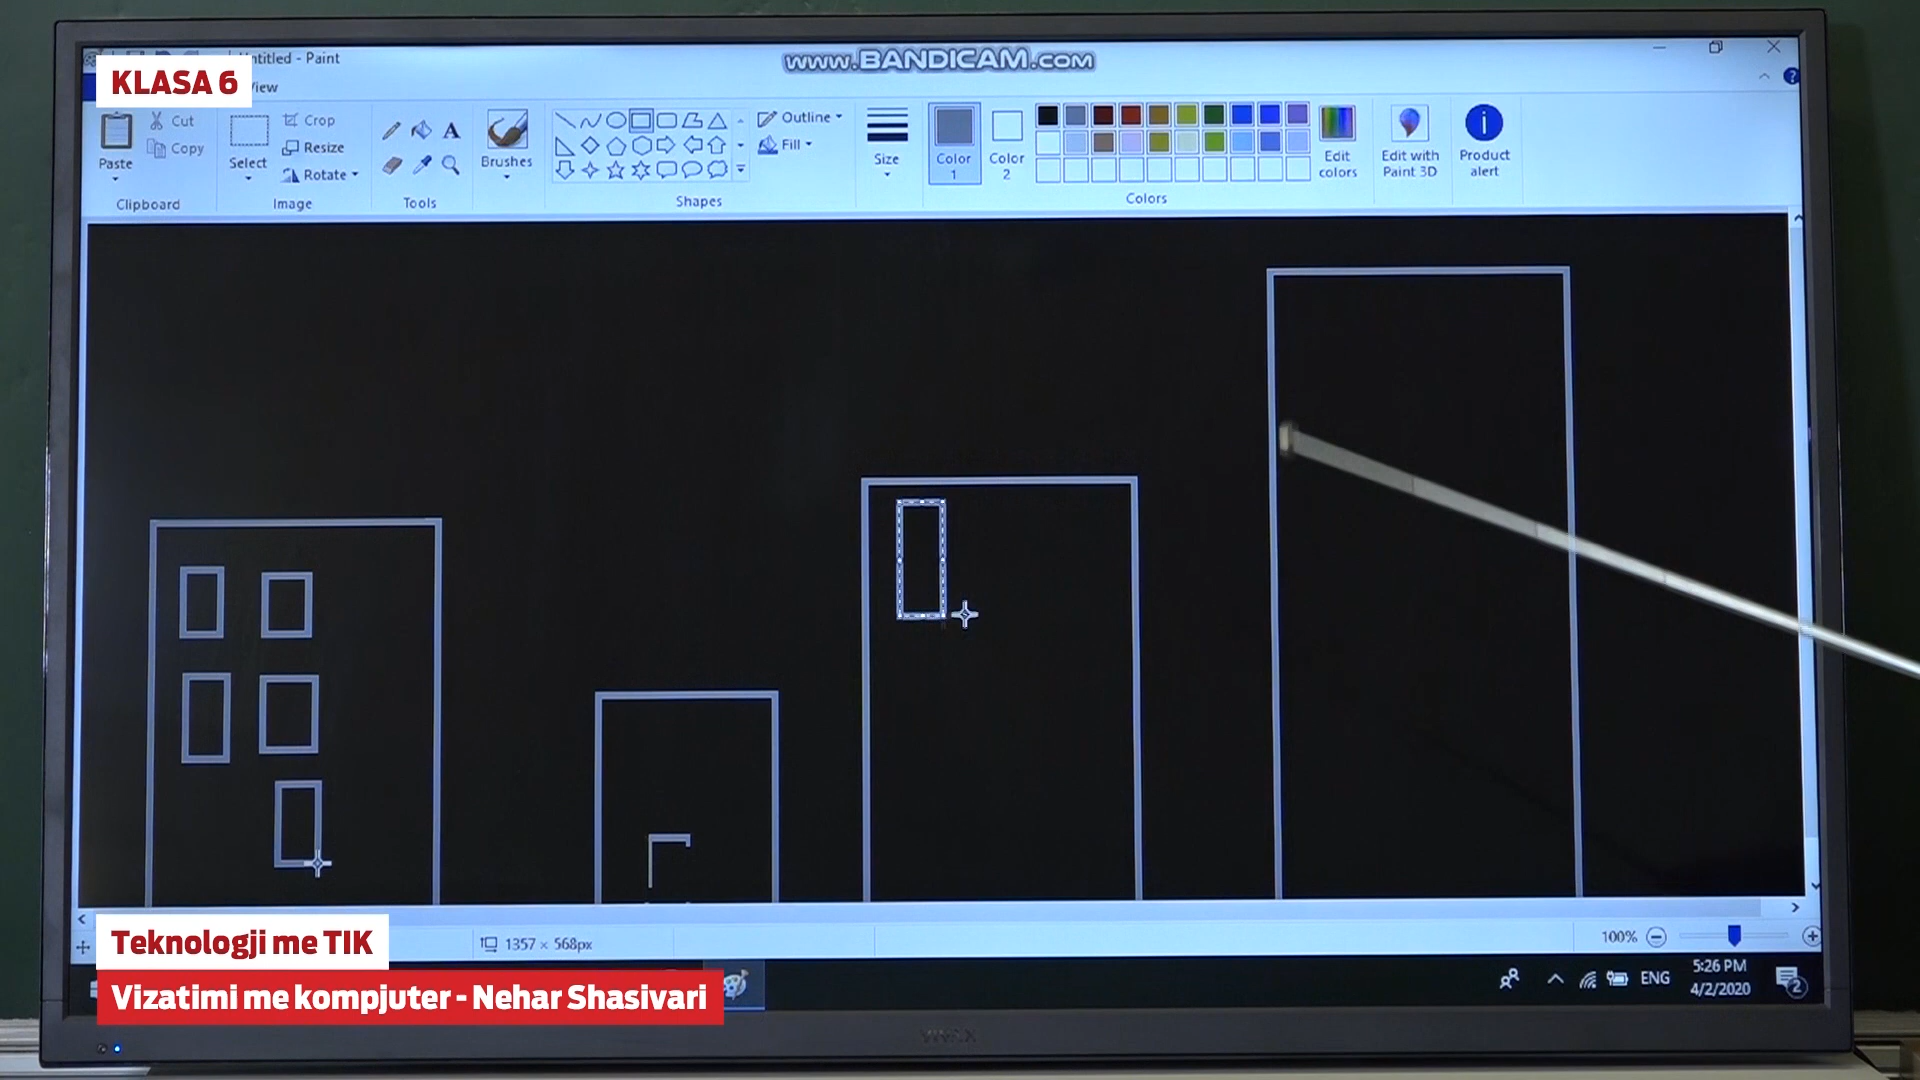 Untitled - Paint
www.BANDICAM.com
KLASA 6
View
Cut
Copy
Paste
Clipboard
Select
Crop
Resize
Rotate
Image
A
Tools
Brushes
Outline
Fill
Shapes
Size
Color 1
Color 2
Edit colors
Colors
Edit with Paint 3D
Product alert
1357 × 568px
100%
Teknologji me TIK
Vizatimi me kompjuter - Nehar Shasivari
ENG
5:26 PM
4/2/2020
2